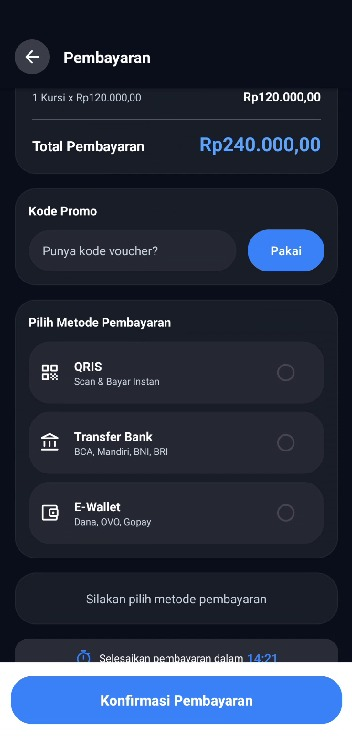 Pembayaran
1 Kursi x Rp120.000,00 Rp120.000,00
Total Pembayaran Rp240.000,00
Kode Promo
Punya kode voucher? Pakai
Pilih Metode Pembayaran
QRIS
Scan & Bayar Instan
Transfer Bank
BCA, Mandiri, BNI, BRI
E-Wallet
Dana, OVO, Gopay
Silakan pilih metode pembayaran
Selesaikan pembayaran dalam 14:21
Konfirmasi Pembayaran